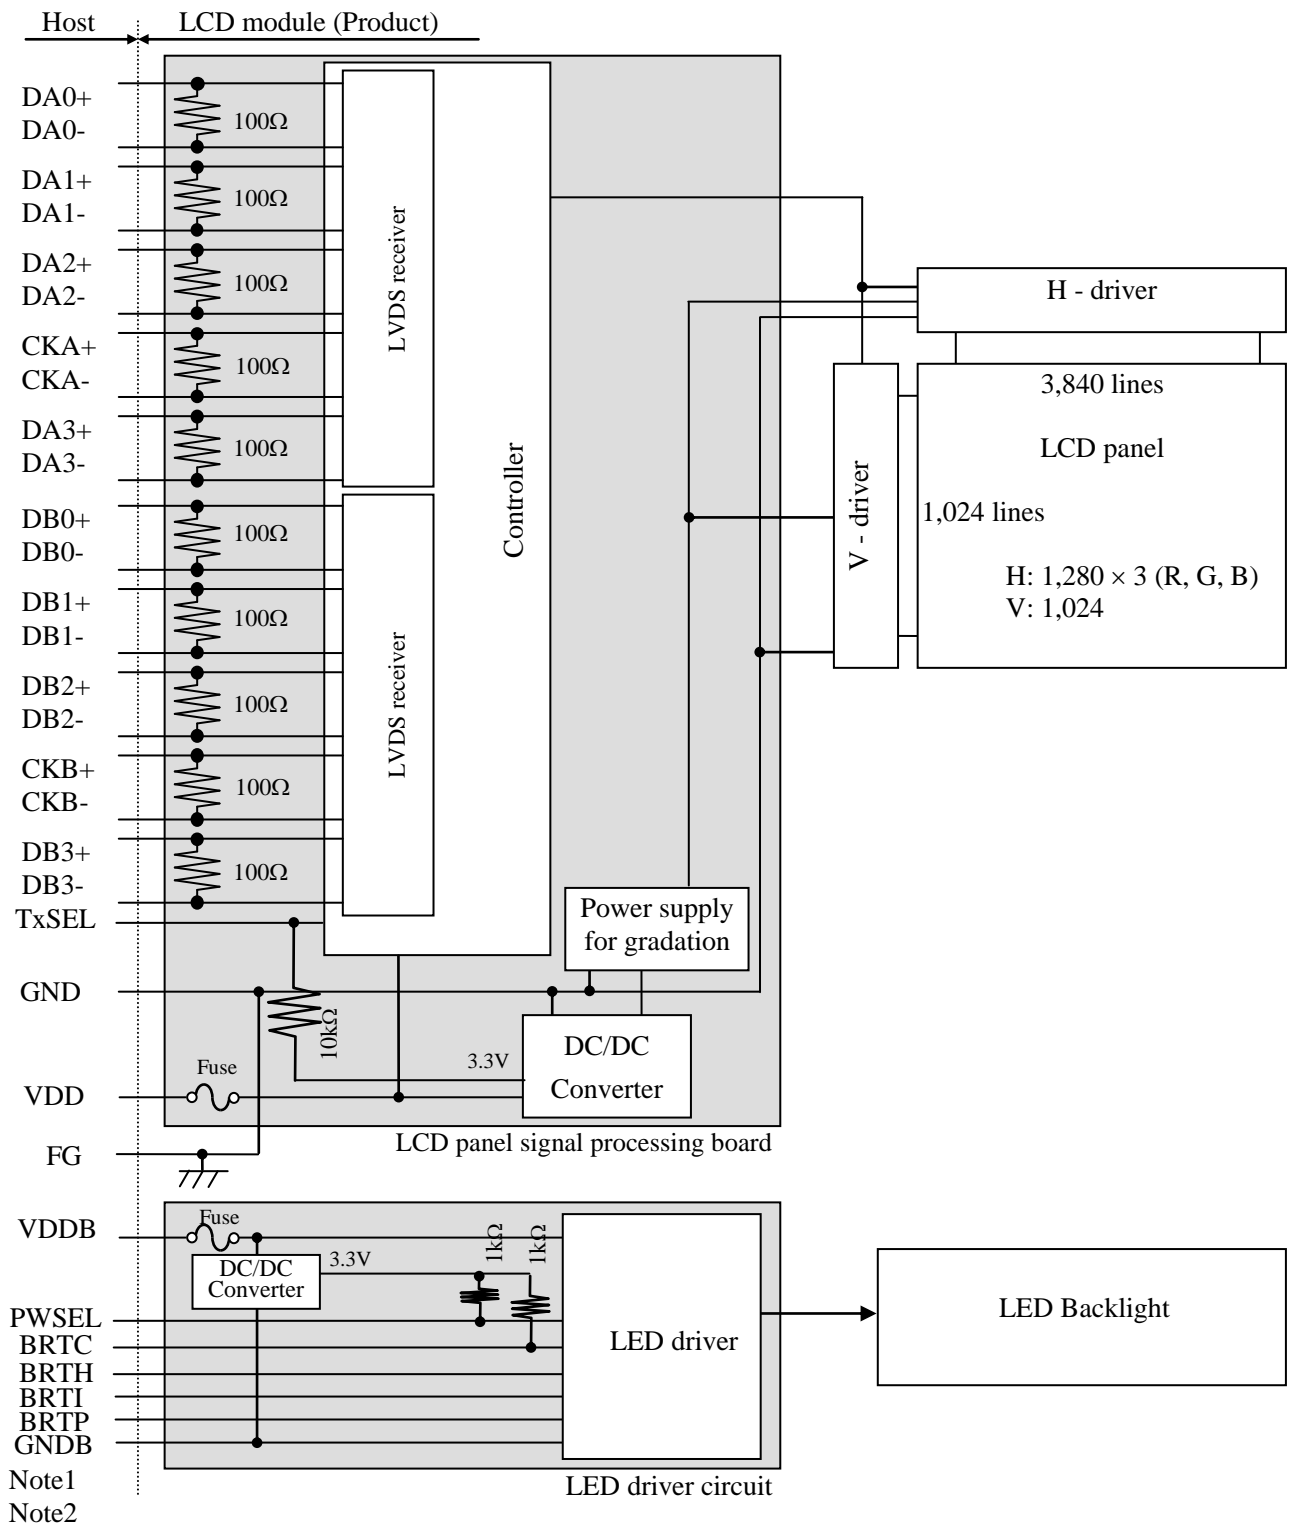 Host
LCD module (Product)
DA0+
DA0-
100Ω
DA1+
DA1-
100Ω
DA2+
DA2-
100Ω
CKA+
CKA-
100Ω
DA3+
DA3-
100Ω
LVDS receiver
DB0+
DB0-
100Ω
DB1+
DB1-
100Ω
DB2+
DB2-
100Ω
CKB+
CKB-
100Ω
DB3+
DB3-
100Ω
LVDS receiver
Controller
TxSEL
GND
10kΩ
3.3V
Fuse
VDD
FG
Power supply
for gradation
DC/DC
Converter
LCD panel signal processing board
H - driver
V - driver
3,840 lines
LCD panel
1,024 lines
H: 1,280 × 3 (R, G, B)
V: 1,024
VDDB
Fuse
DC/DC
Converter
3.3V
1kΩ
1kΩ
PWSEL
BRTC
BRTH
BRTI
BRTP
GNDB
LED driver
LED Backlight
LED driver circuit
Note1
Note2